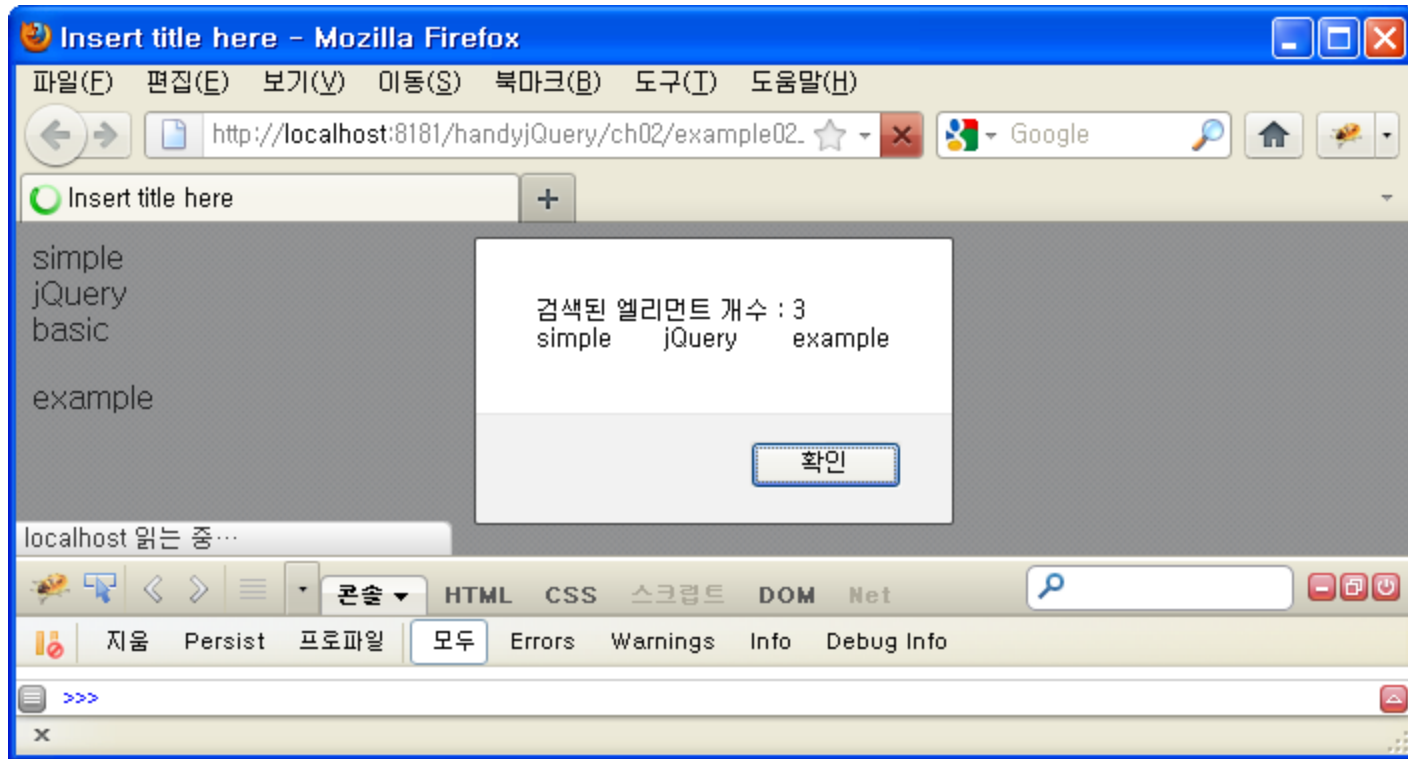 Insert title here - Mozilla Firefox
파일(F) 편집(E) 보기(V) 이동(S) 북마크(B) 도구(T) 도움말(H)
http://localhost:8181/handyjQuery/ch02/example02_ Google
Insert title here
simple
jQuery
basic
example
검색된 엘리먼트 개수 : 3
simple jQuery example
확인
localhost 읽는 중…
콘솔 HTML CSS 스크립트 DOM Net
지움 Persist 프로파일 모두 Errors Warnings Info Debug Info
>>>